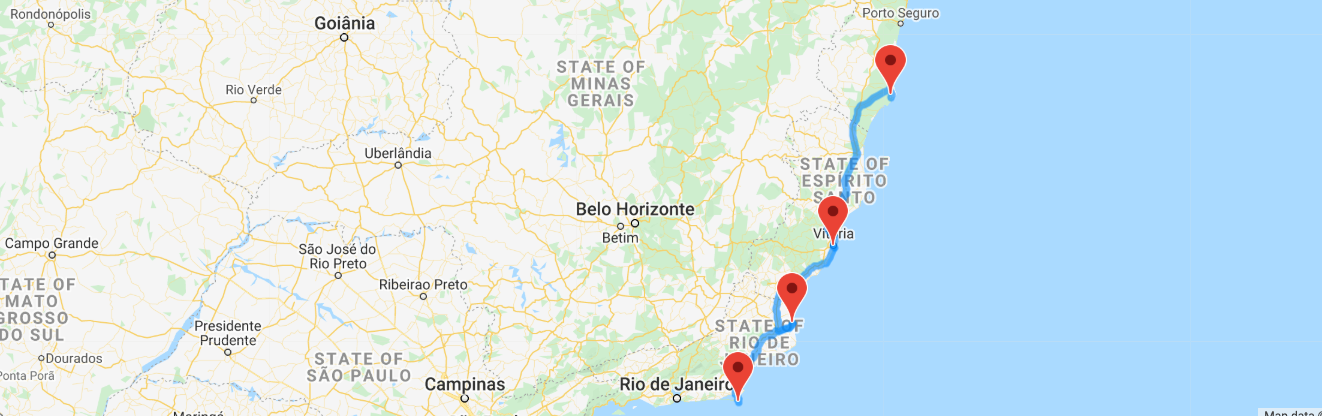 Rondonópolis
Goiânia
Porto Seguro
STATE OF
MINAS
GERAIS
Rio Verde
Uberlândia
STATE OF
ESPÍRITO
SANTO
Belo Horizonte
Betim
Vitória
Campo Grande
São José do
Rio Preto
Ribeirao Preto
TATE OF
MATO
GROSSO
DO SUL
Presidente
Prudente
STATE OF
RIO DE
JANEIRO
Dourados
Ponta Porã
STATE OF
SÃO PAULO
Campinas
Rio de Janeiro
Maringá
Map data